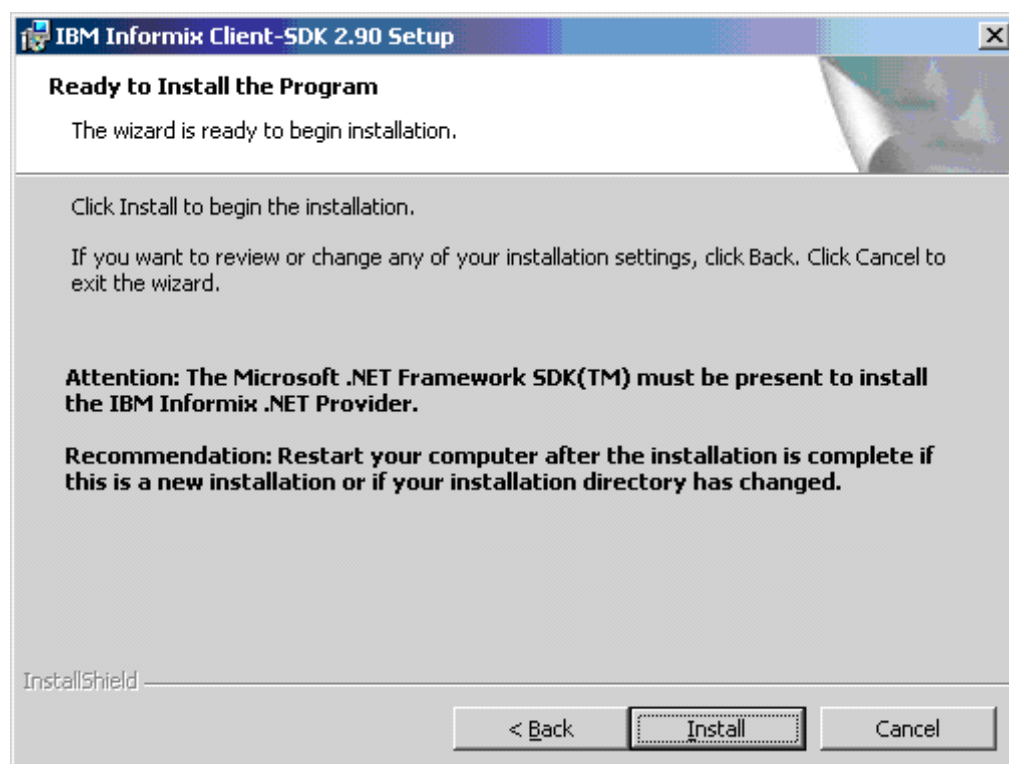 IBM Informix Client-SDK 2.90 Setup
Ready to Install the Program
The wizard is ready to begin installation.
Click Install to begin the installation.
If you want to review or change any of your installation settings, click Back. Click Cancel to
exit the wizard.
Attention: The Microsoft .NET Framework SDK(TM) must be present to install
the IBM Informix .NET Provider.
Recommendation: Restart your computer after the installation is complete if
this is a new installation or if your installation directory has changed.
InstallShield
< Back
Install
Cancel